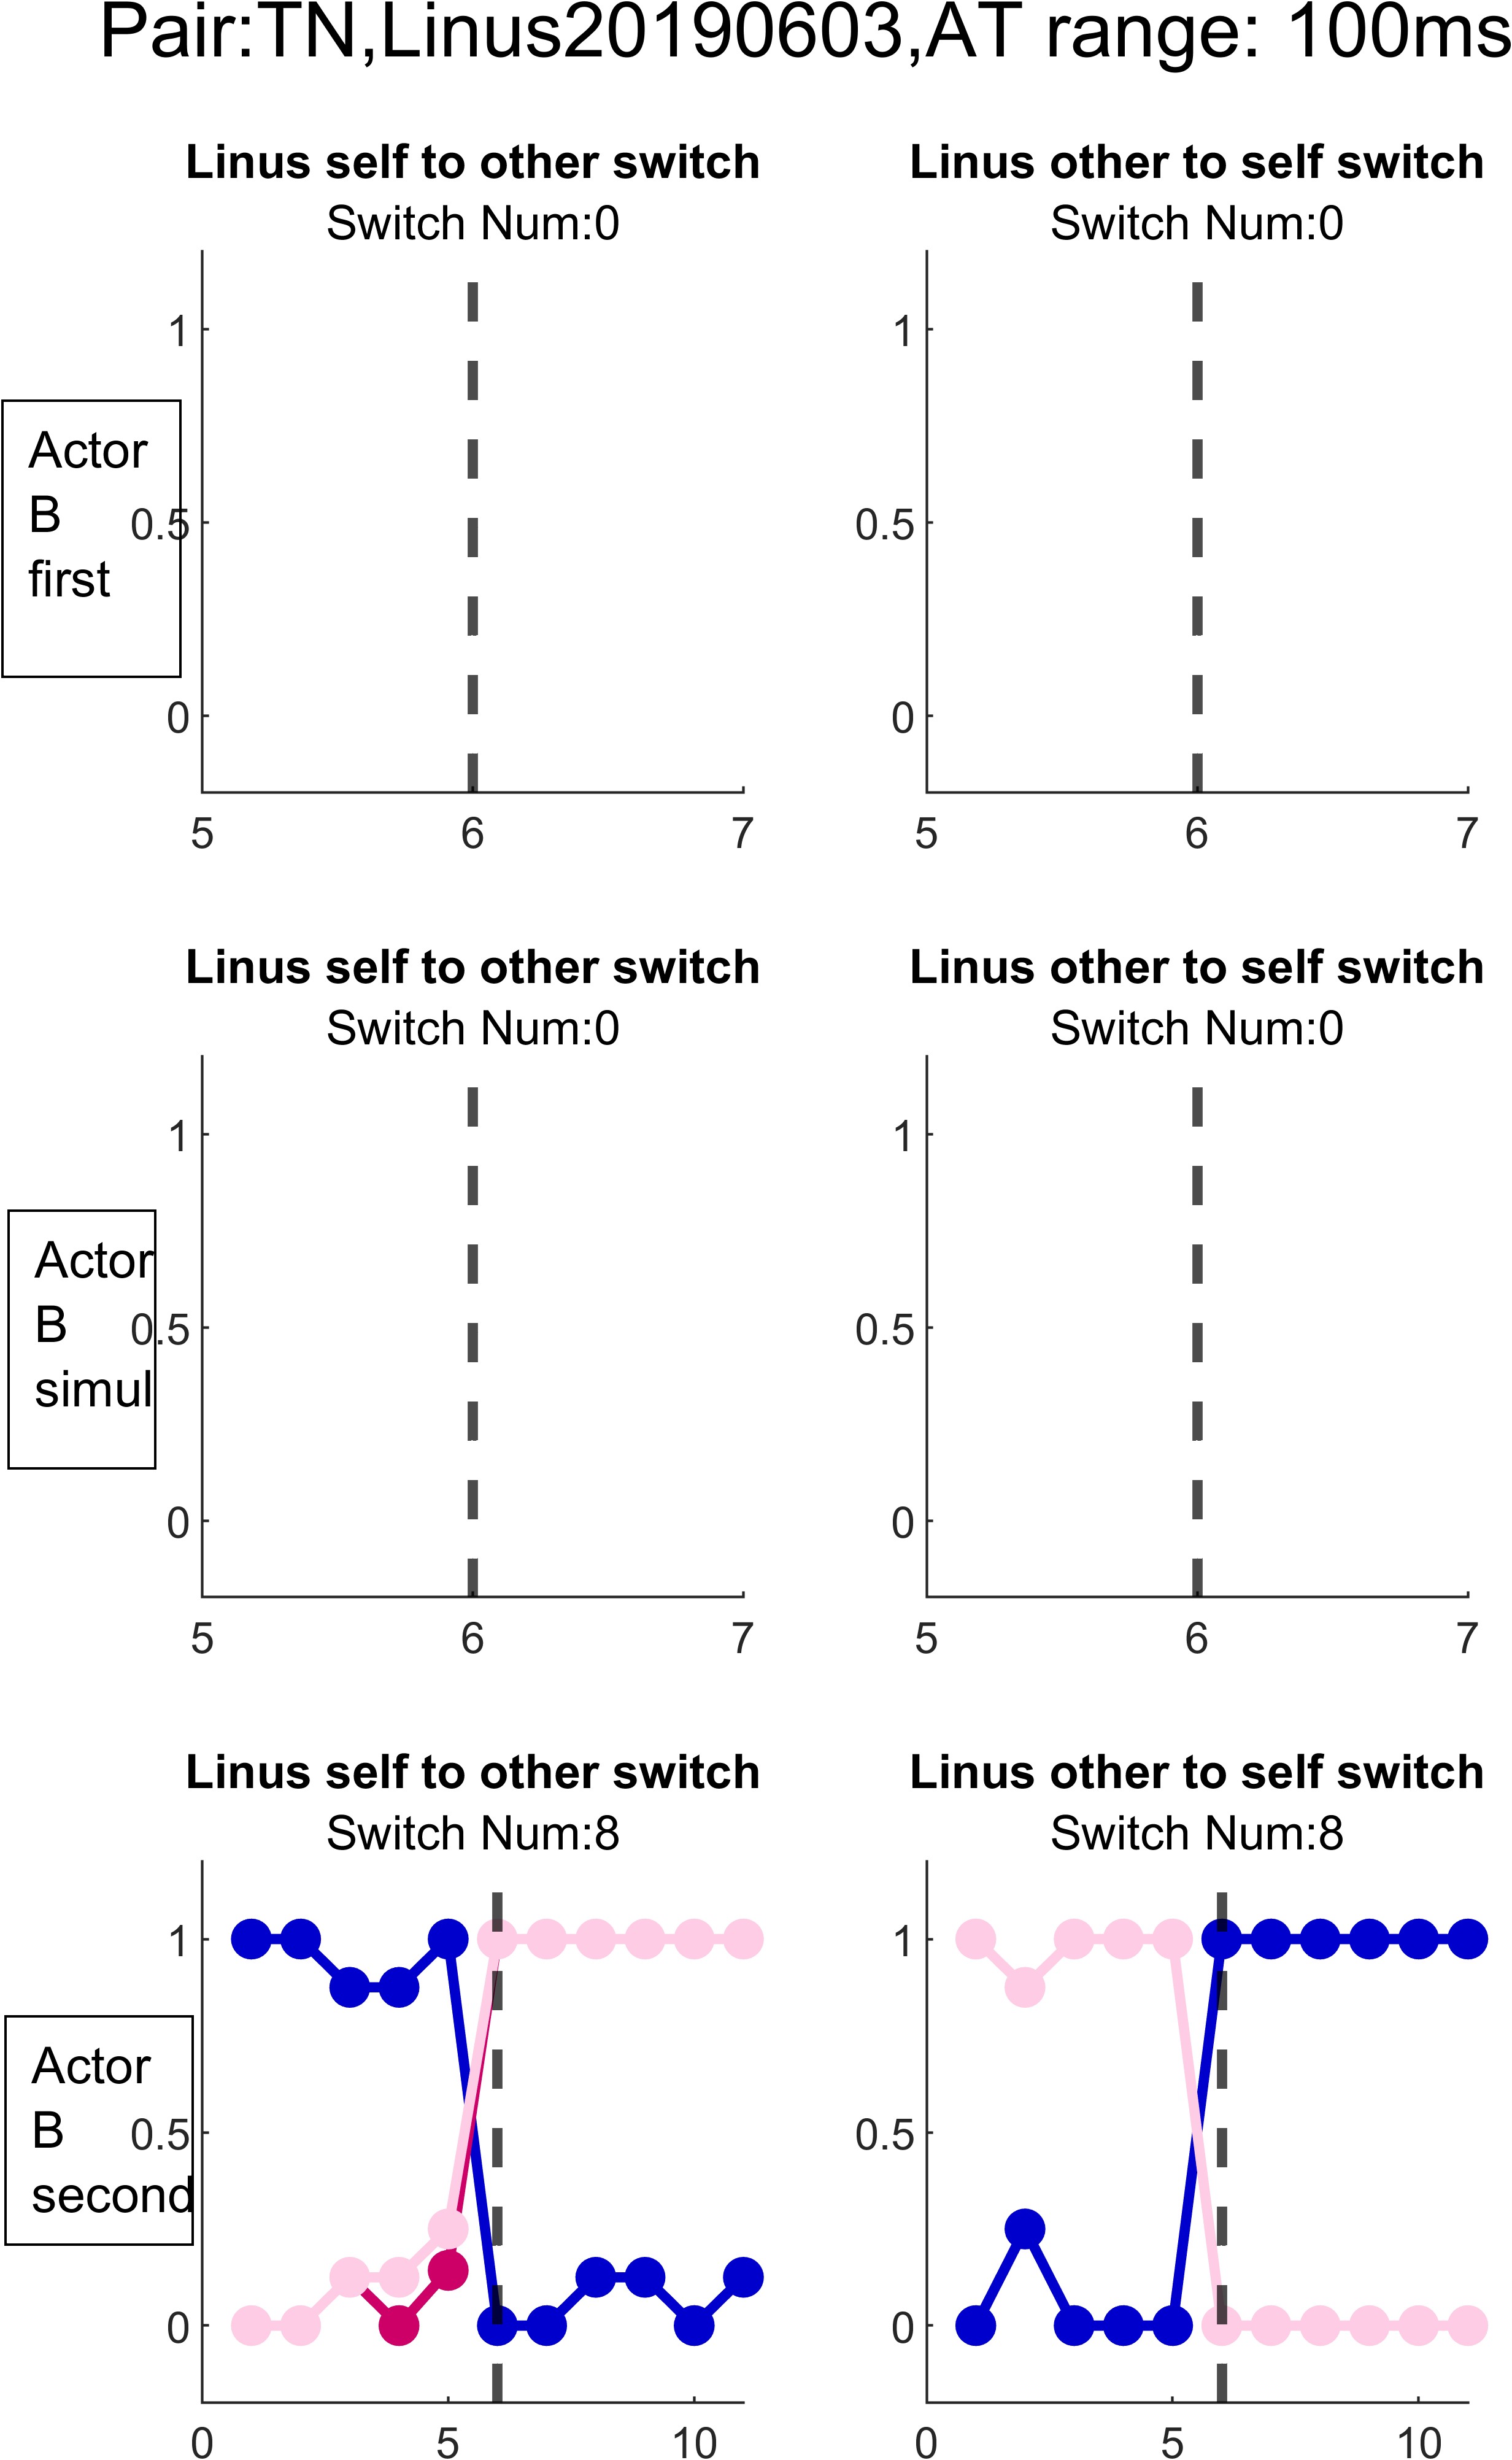 Pair:TN,Linus20190603,AT range: 100ms
Linus self to other switch
Switch Num:0
1
0.5
0
5 6 7
Linus other to self switch
Switch Num:0
1
0.5
0
5 6 7
Actor
B
first
Linus self to other switch
Switch Num:0
1
0.5
0
5 6 7
Linus other to self switch
Switch Num:0
1
0.5
0
5 6 7
Actor
B
simul
Linus self to other switch
Switch Num:8
1
0.5
0
0 5 10
Linus other to self switch
Switch Num:8
1
0.5
0
0 5 10
Actor
B
second